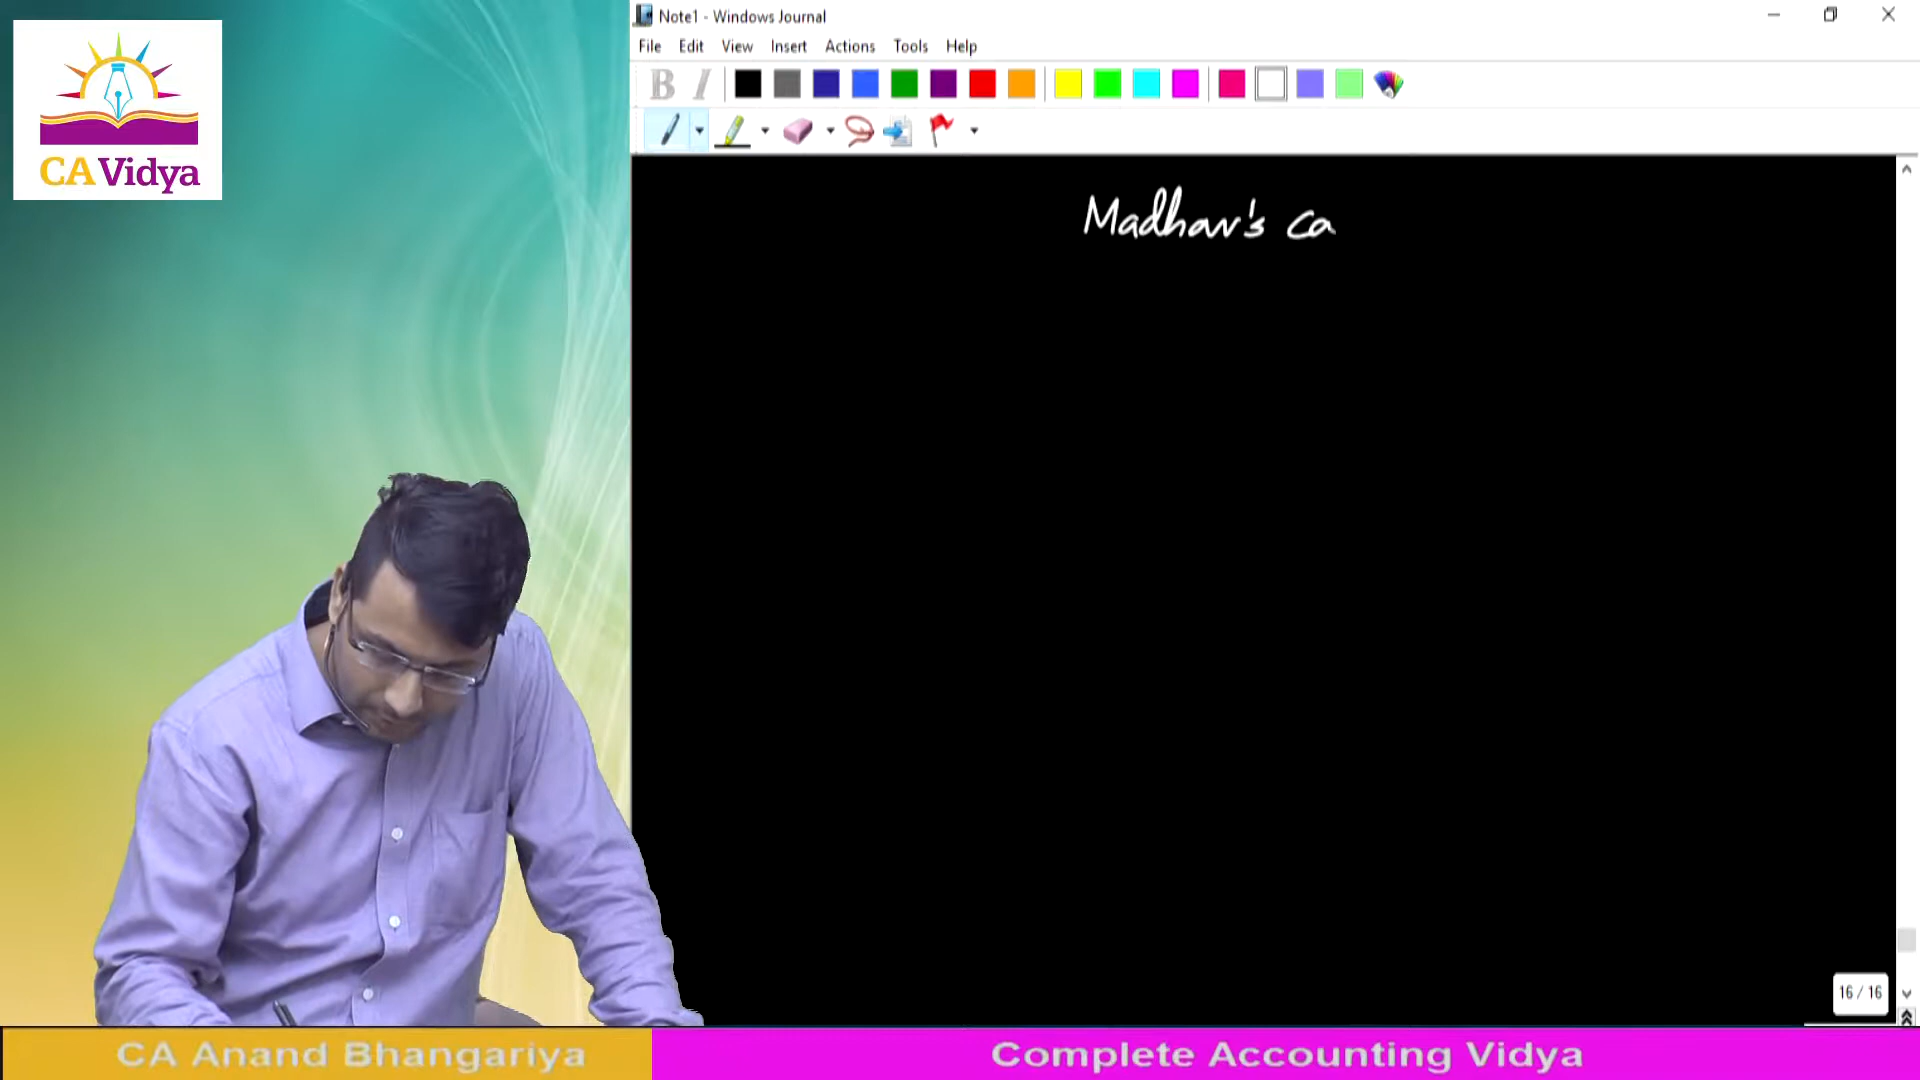 CA Vidya
Note1 - Windows Journal
File Edit View Insert Actions Tools Help
B I
Madhav's ca
16 / 16
CA Anand Bhangariya
Complete Accounting Vidya